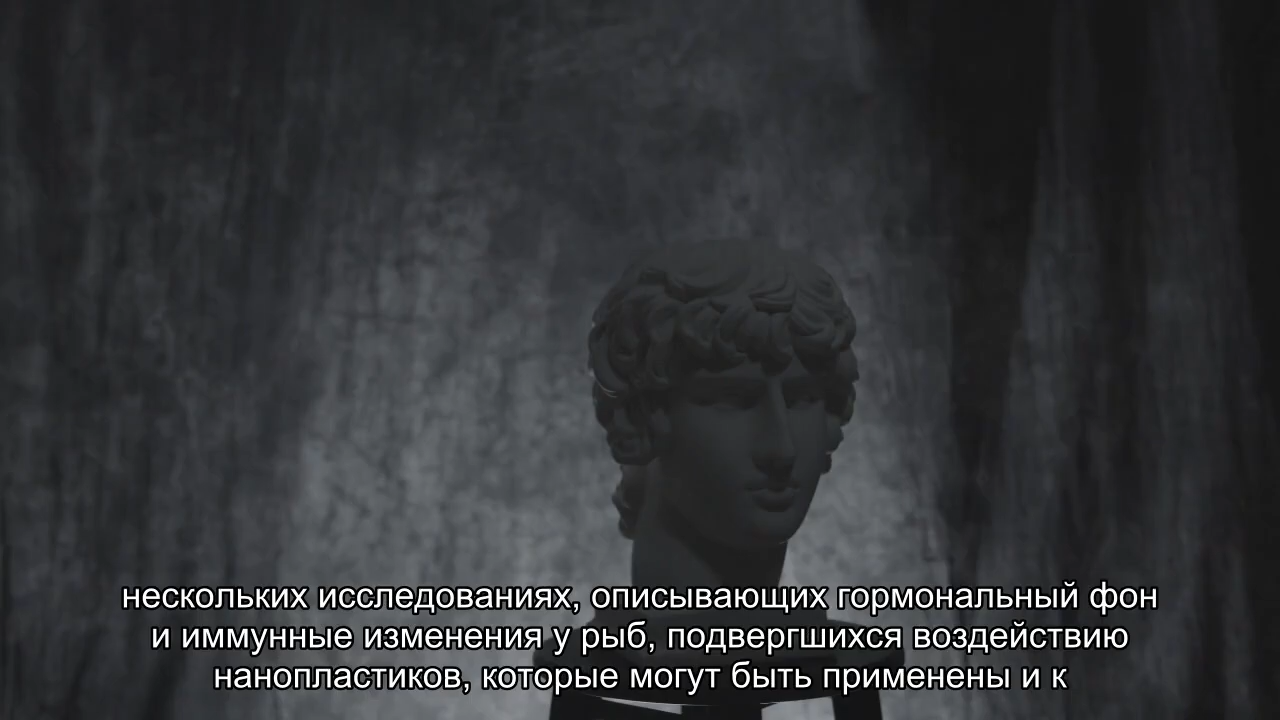 нескольких исследованиях, описывающих гормональный фон
и иммунные изменения у рыб, подвергшихся воздействию
нанопластиков, которые могут быть применены и к